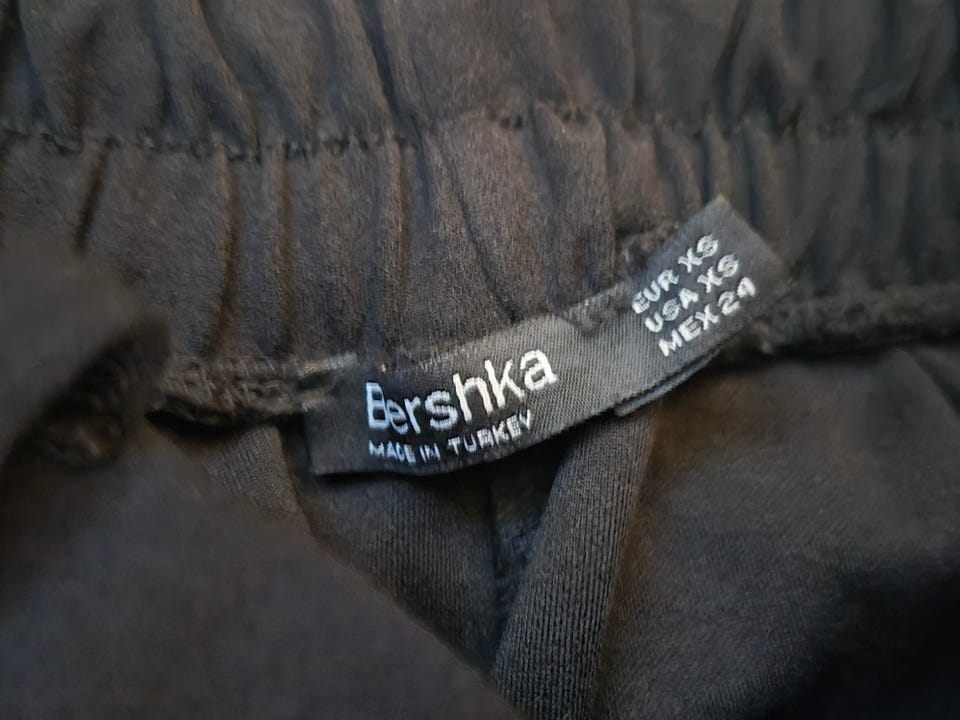 Bershka
MADE IN TURKEY
EUR XS
USA XS
MEX 24